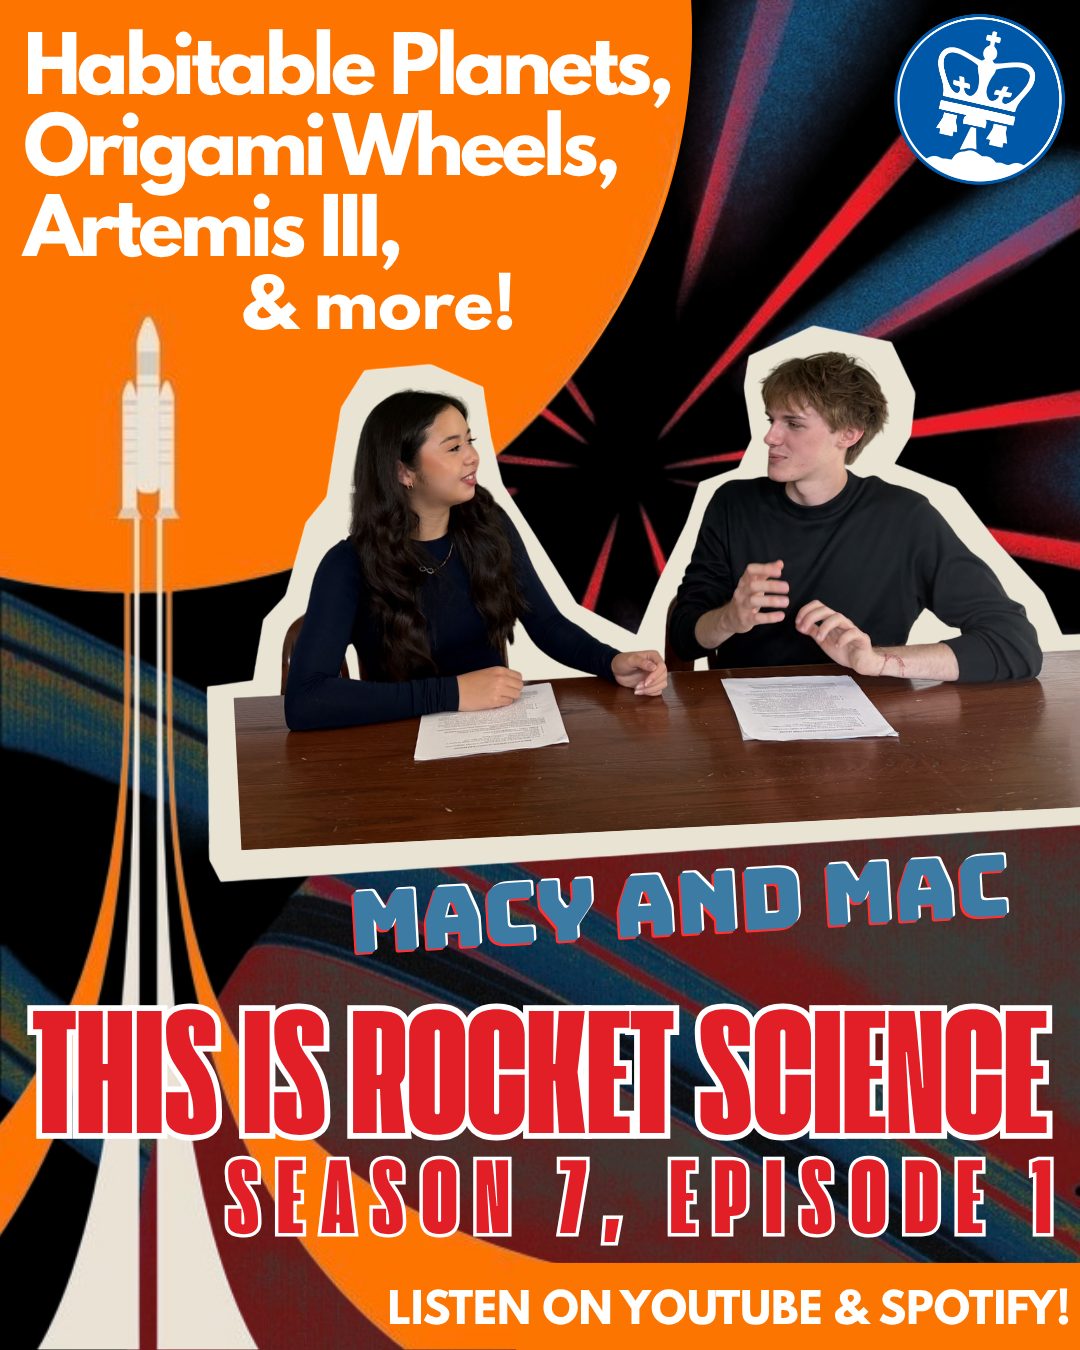 Habitable Planets,
Origami Wheels,
Artemis III,
& more!
MACY AND MAC
THIS IS ROCKET SCIENCE
SEASON 7, EPISODE 1
LISTEN ON YOUTUBE & SPOTIFY!